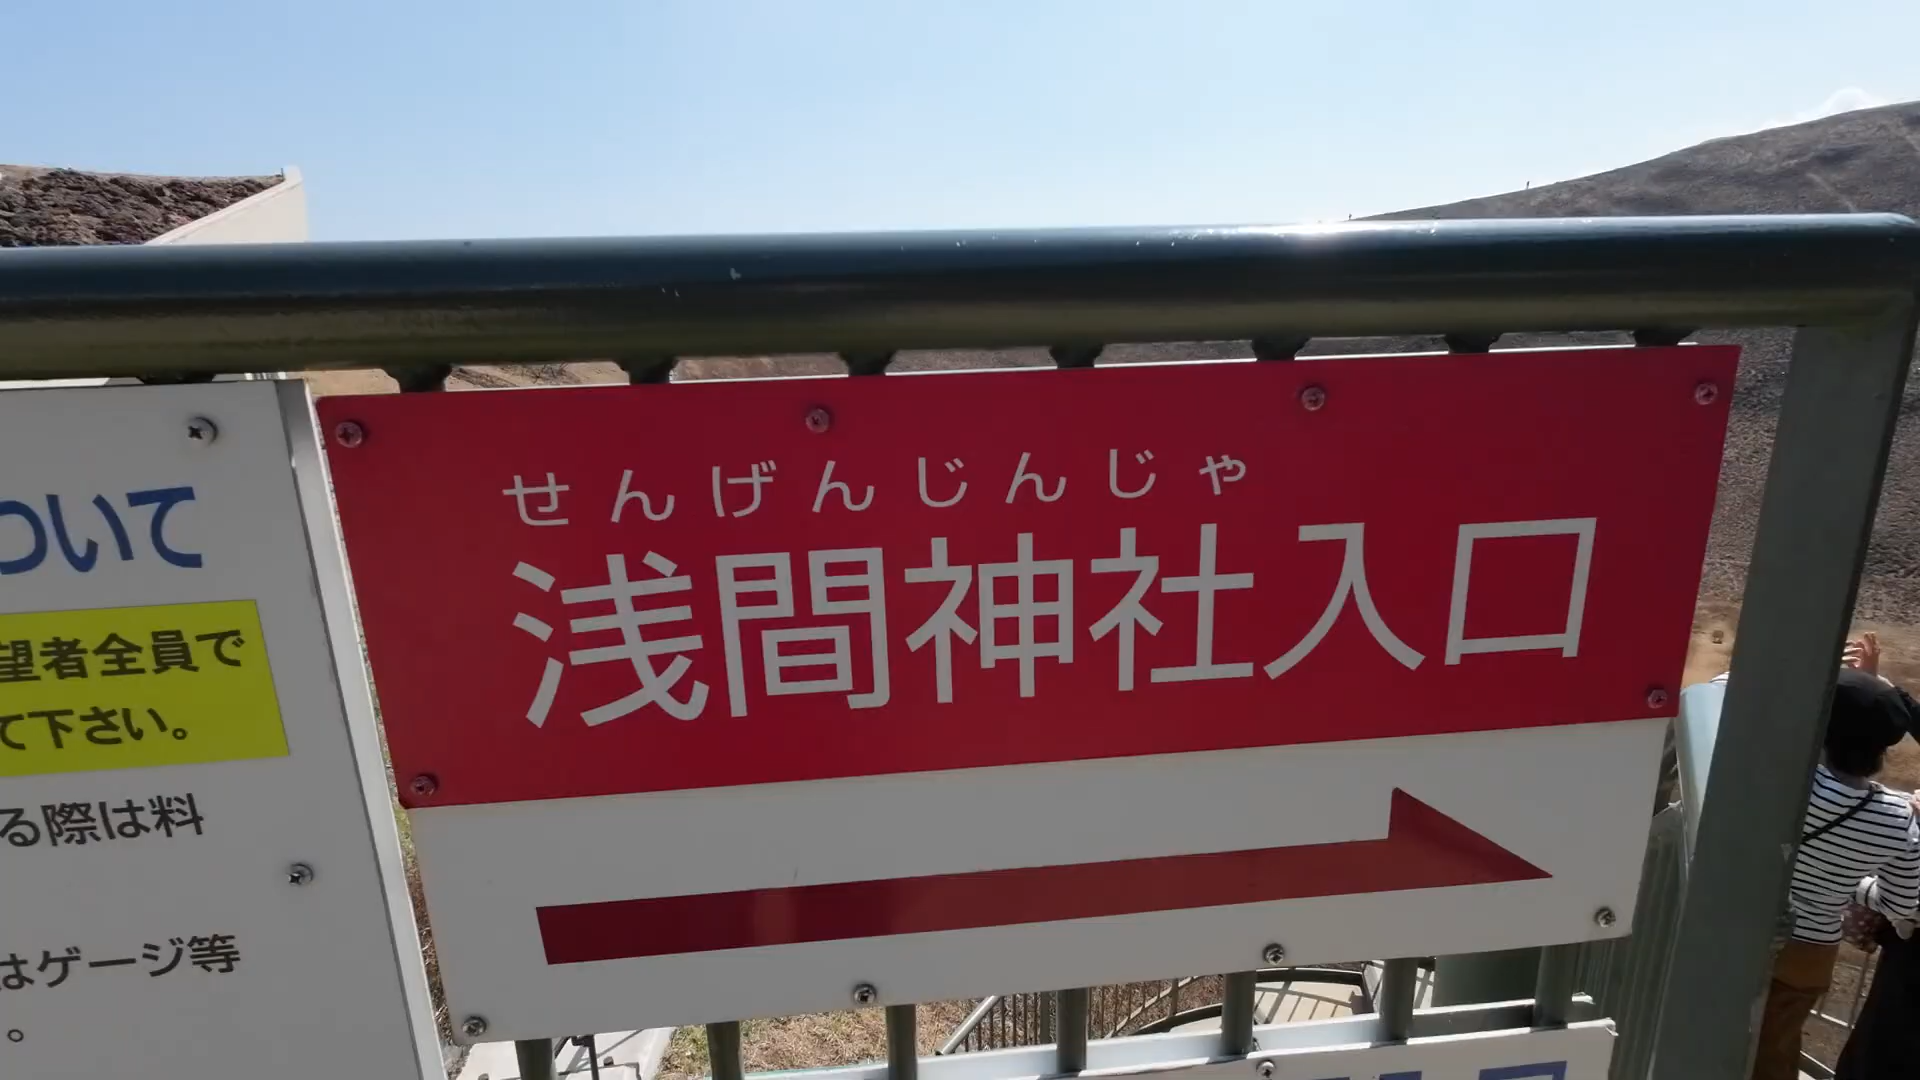 ついて
望者全員で
て下さい。
る際は料
はゲージ等
。
せんげんじんじゃ
浅間神社入口